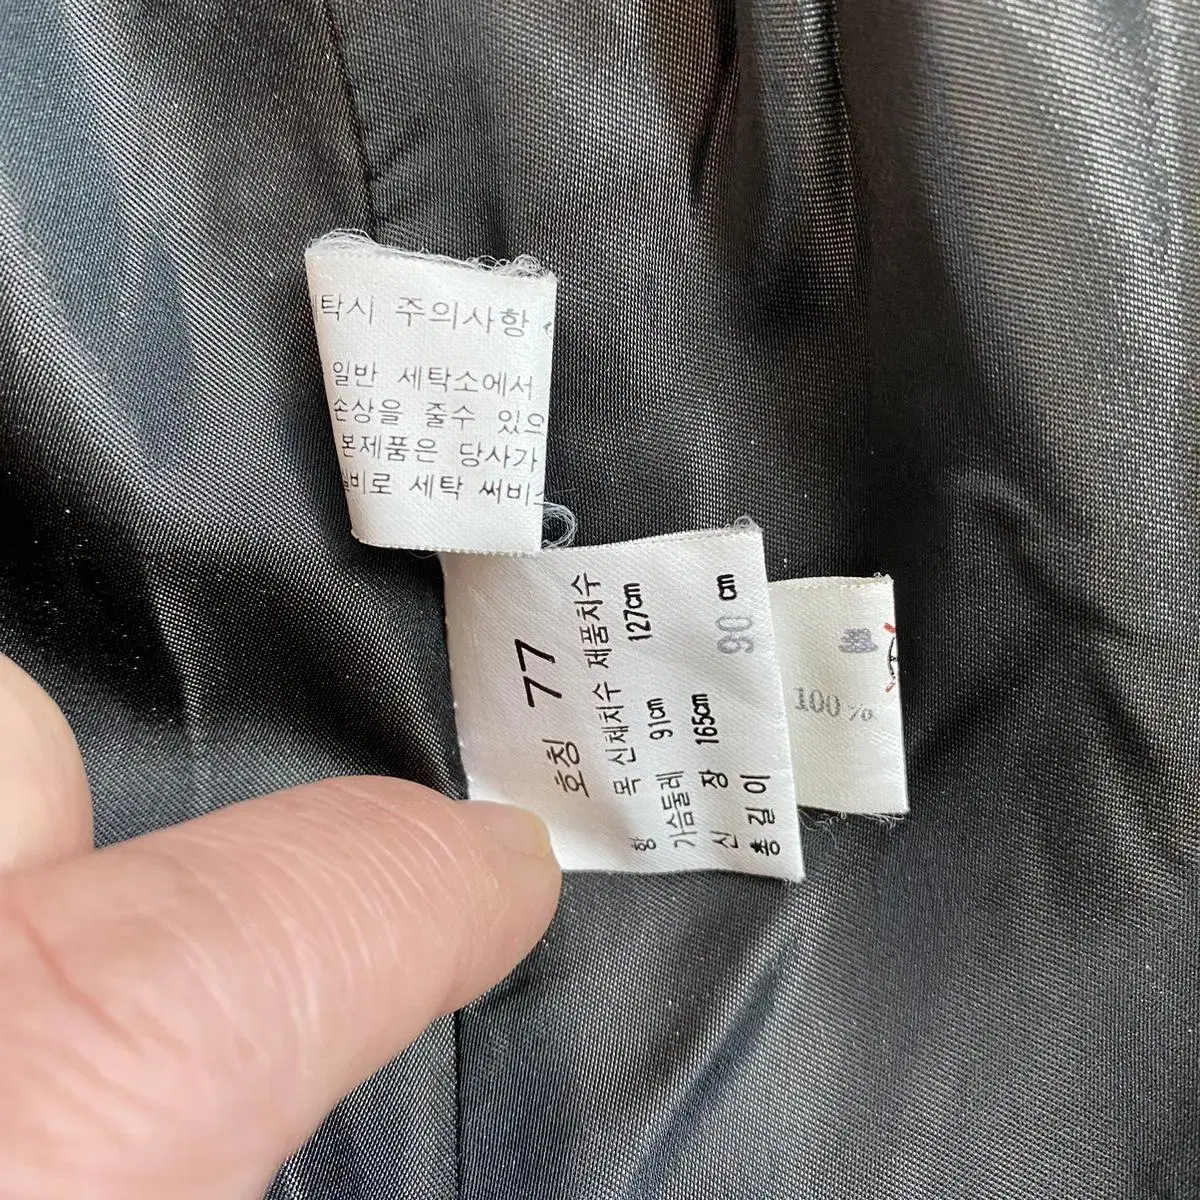 세탁시 주의사항
일반 세탁소에서
손상을 줄수 있으
본제품은 당사가
실비로 세탁 써비스
호칭 77
항 목 신체치수 제품치수
가슴둘레 91cm 127cm
신 장 165cm
총 길 이 90 cm
100%